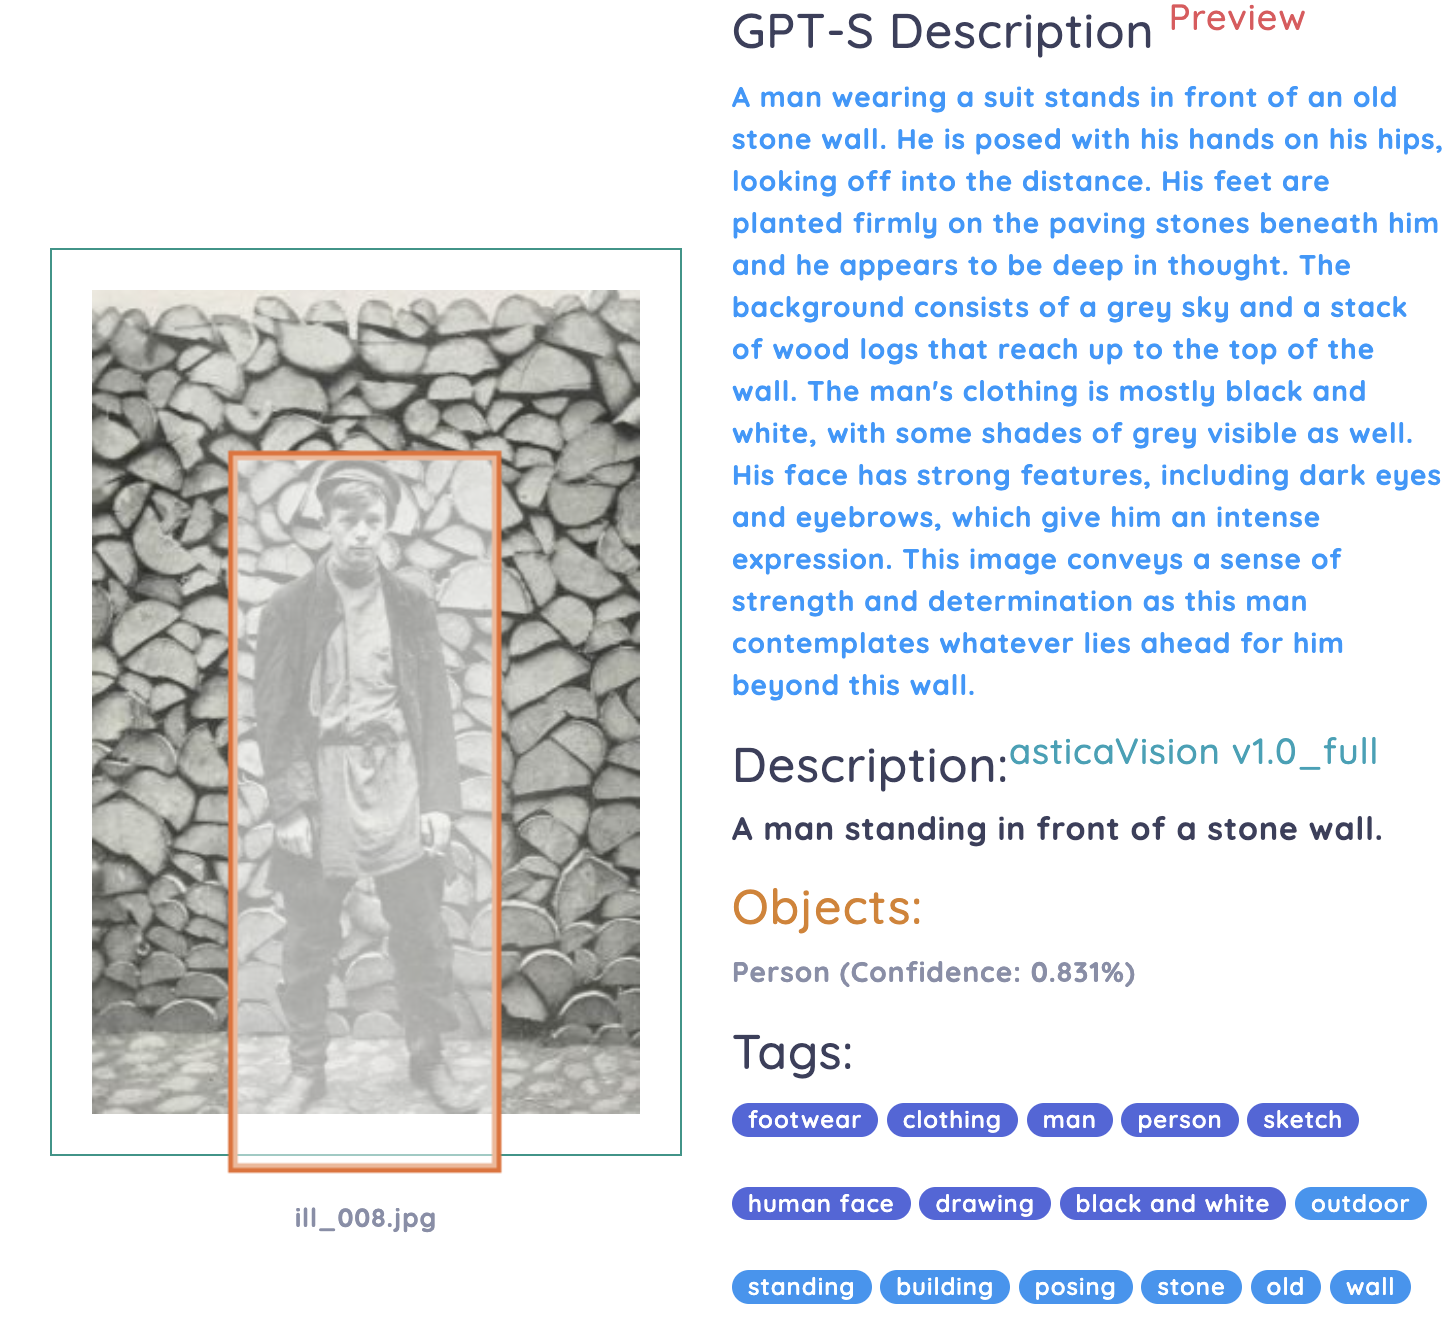 GPT-S Description Preview
A man wearing a suit stands in front of an old
stone wall. He is posed with his hands on his hips,
looking off into the distance. His feet are
planted firmly on the paving stones beneath him
and he appears to be deep in thought. The
background consists of a grey sky and a stack
of wood logs that reach up to the top of the
wall. The man's clothing is mostly black and
white, with some shades of grey visible as well.
His face has strong features, including dark eyes
and eyebrows, which give him an intense
expression. This image conveys a sense of
strength and determination as this man
contemplates whatever lies ahead for him
beyond this wall.
Description:asticaVision v1.0_full
A man standing in front of a stone wall.
Objects:
Person (Confidence: 0.831%)
Tags:
footwear clothing man person sketch
human face drawing black and white outdoor
standing building posing stone old wall
ill_008.jpg